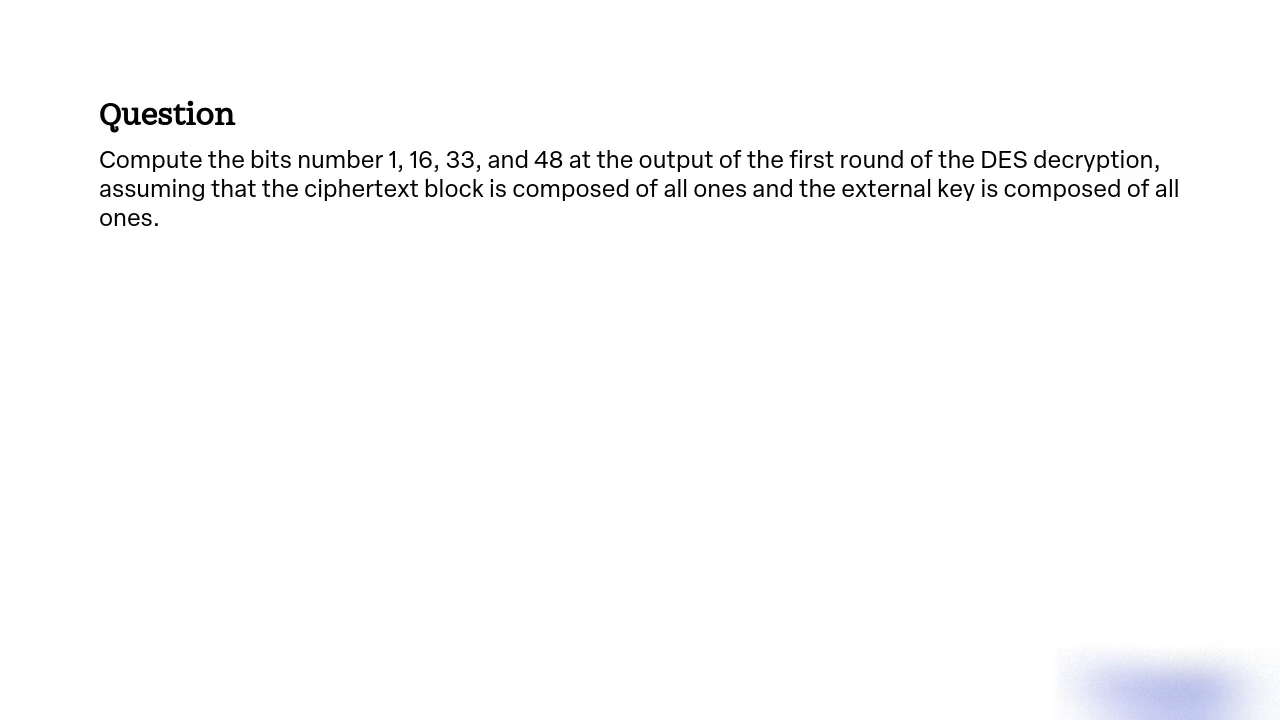 Question
Compute the bits number 1, 16, 33, and 48 at the output of the first round of the DES decryption,
assuming that the ciphertext block is composed of all ones and the external key is composed of all
ones.